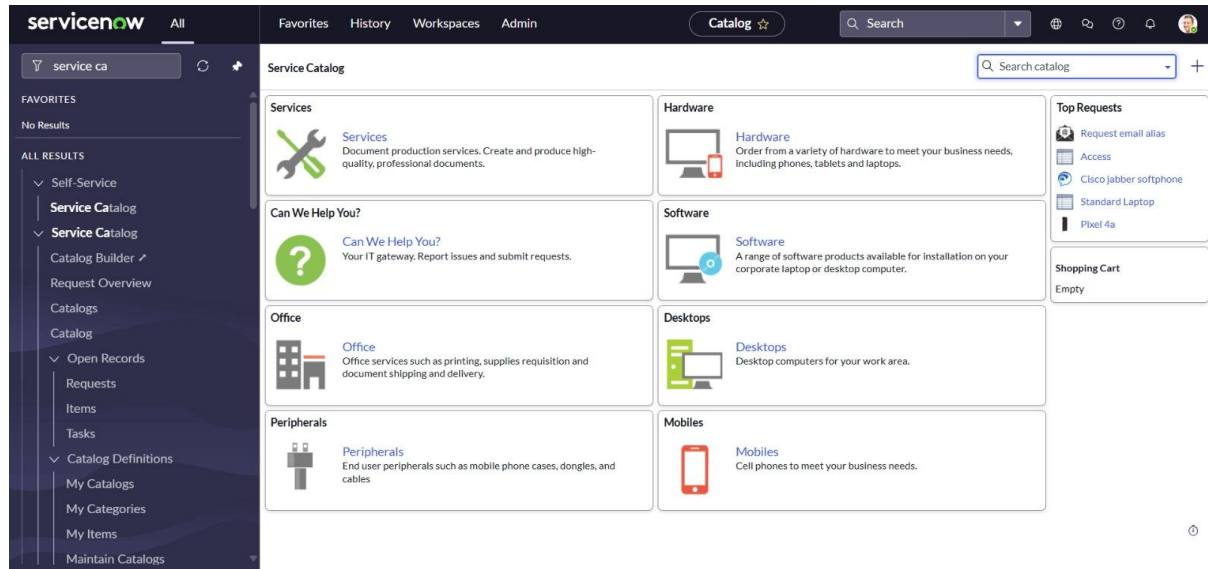 servicenow
All
Favorites
History
Workspaces
Admin
Catalog
Search
service ca
FAVORITES
No Results
ALL RESULTS
Self-Service
Service Catalog
Service Catalog
Catalog Builder
Request Overview
Catalogs
Catalog
Open Records
Requests
Items
Tasks
Catalog Definitions
My Catalogs
My Categories
My Items
Maintain Catalogs
Service Catalog
Search catalog
Services
Services
Document production services. Create and produce high-
quality, professional documents.
Hardware
Hardware
Order from a variety of hardware to meet your business needs,
including phones, tablets and laptops.
Can We Help You?
Can We Help You?
Your IT gateway. Report issues and submit requests.
Software
Software
A range of software products available for installation on your
corporate laptop or desktop computer.
Office
Office
Office services such as printing, supplies requisition and
document shipping and delivery.
Desktops
Desktops
Desktop computers for your work area.
Peripherals
Peripherals
End user peripherals such as mobile phone cases, dongles, and
cables
Mobiles
Mobiles
Cell phones to meet your business needs.
Top Requests
Request email alias
Access
Cisco jabber softphone
Standard Laptop
Pixel 4a
Shopping Cart
Empty